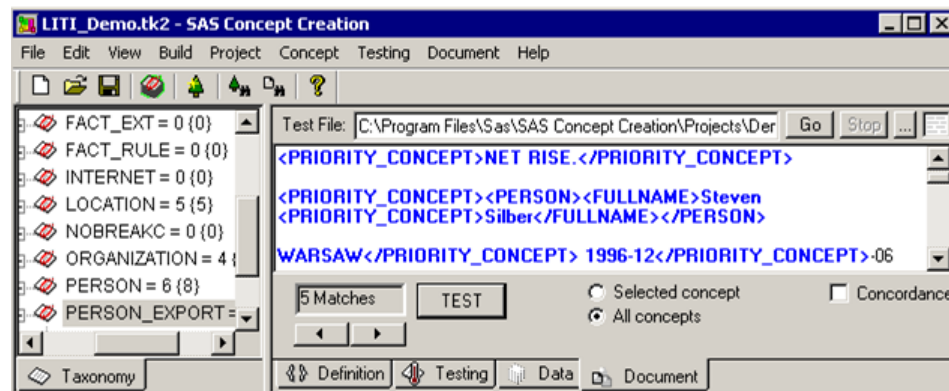 LITI_Demo.tk2 - SAS Concept Creation
File Edit View Build Project Concept Testing Document Help
FACT_EXT = 0 {0}
FACT_RULE = 0 {0}
INTERNET = 0 {0}
LOCATION = 5 {5}
NOBREAKC = 0 {0}
ORGANIZATION = 4 {
PERSON = 6 {8}
PERSON_EXPORT =
Taxonomy
Test File: C:\Program Files\Sas\SAS Concept Creation\Projects\Der Go Stop ...
<PRIORITY_CONCEPT>NET RISE.</PRIORITY_CONCEPT>
<PRIORITY_CONCEPT><PERSON><FULLNAME>Steven
<PRIORITY_CONCEPT>Silber</FULLNAME></PERSON>
WARSAW</PRIORITY_CONCEPT> 1996-12</PRIORITY_CONCEPT>-06
5 Matches TEST
Selected concept
All concepts
Concordance
Definition Testing Data Document